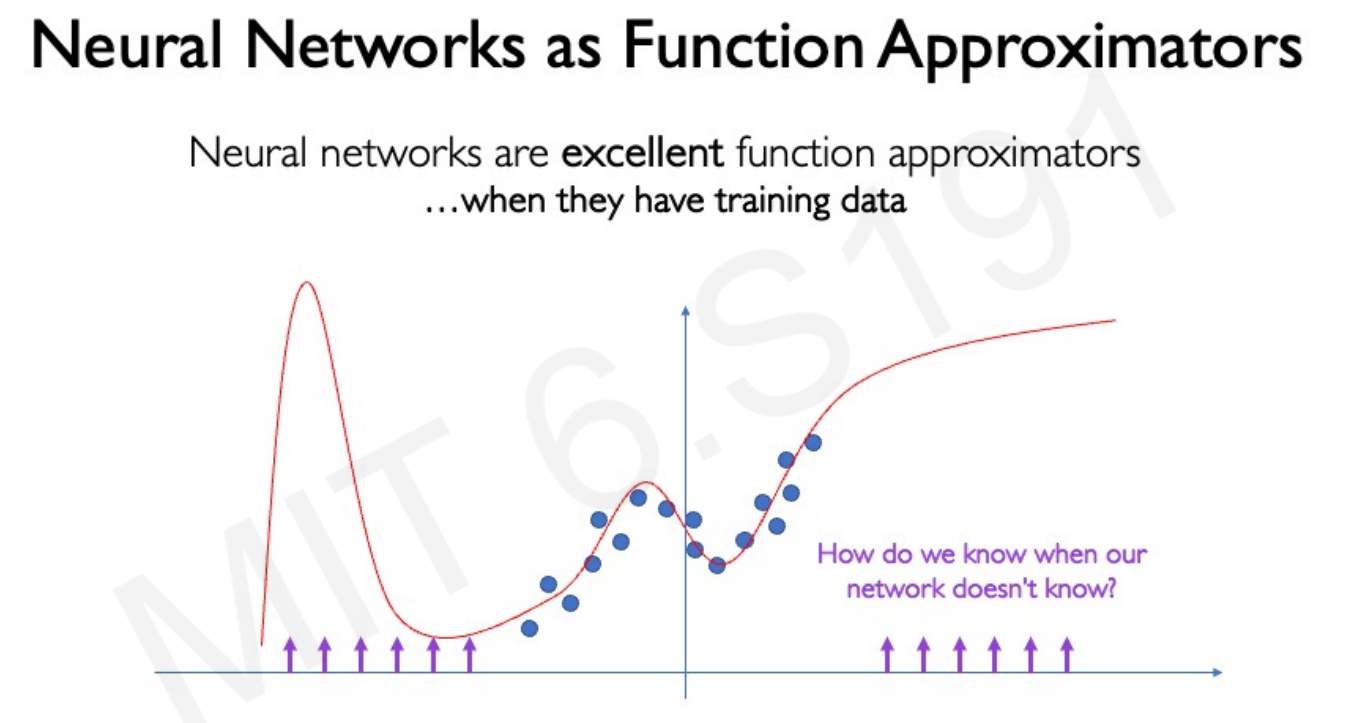 Neural Networks as Function Approximators
Neural networks are excellent function approximators
…when they have training data
How do we know when our
network doesn't know?
MIT 6.S191